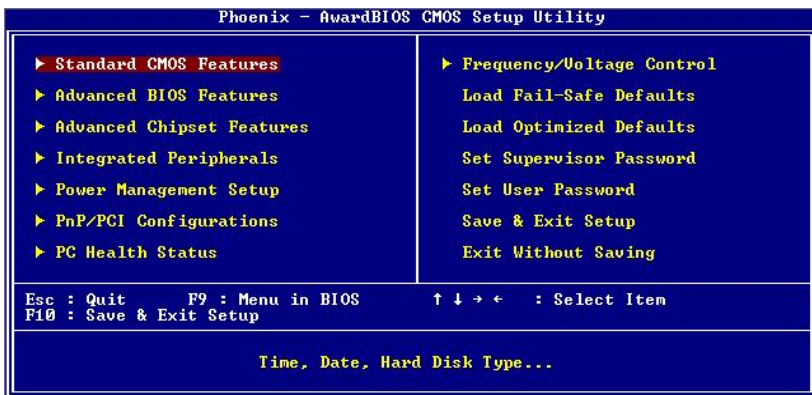 Phoenix - AwardBIOS CMOS Setup Utility
▶ Standard CMOS Features
▶ Advanced BIOS Features
▶ Advanced Chipset Features
▶ Integrated Peripherals
▶ Power Management Setup
▶ PnP/PCI Configurations
▶ PC Health Status
▶ Frequency/Voltage Control
Load Fail-Safe Defaults
Load Optimized Defaults
Set Supervisor Password
Set User Password
Save & Exit Setup
Exit Without Saving
Esc : Quit F9 : Menu in BIOS ↑ ↓ → ← : Select Item
F10 : Save & Exit Setup
Time, Date, Hard Disk Type...